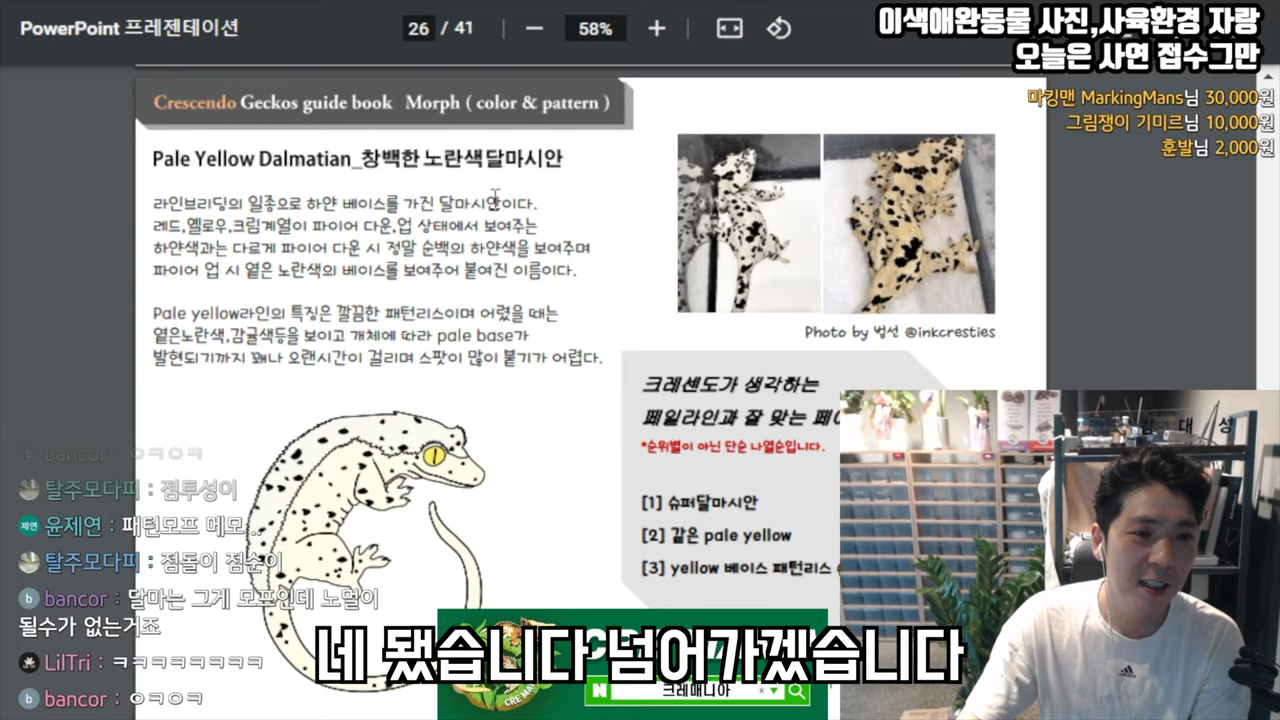 PowerPoint 프레젠테이션
26 / 41
58%
이색애완동물 사진,사육환경 자랑
오늘은 사연 접수그만
마킹맨 MarkingMans님 30,000원
그림쟁이 기미르님 10,000원
훈발님 2,000원
Crescendo Geckos guide book Morph ( color & pattern )
Pale Yellow Dalmatian_창백한 노란색달마시안
라인브리딩의 일종으로 하얀 베이스를 가진 달마시안이다.
레드,옐로우,크림계열이 파이어 다운,업 상태에서 보여주는
하얀색과는 다르게 파이어 다운 시 정말 순백의 하얀색을 보여주며
파이어 업 시 옅은 노란색의 베이스를 보여주어 붙여진 이름이다.
Pale yellow라인의 특징은 깔끔한 패턴리스이며 어렸을 때는
옅은노란색,감귤색등을 보이고 개체에 따라 pale base가
발현되기까지 꽤나 오랜시간이 걸리며 스팟이 많이 붙기가 어렵다.
Photo by 범선 @inkcresties
크레센도가 생각하는
페일라인과 잘 맞는 페어
*순위별이 아닌 단순 나열순입니다.
[1] 슈퍼달마시안
[2] 같은 pale yellow
[3] yellow 베이스 패턴리스
김 대 성
bancor : ㅇㅋㅇㅋ
탈주모다피 : 점투성이
제연 윤제연 : 패턴모프 메모...
탈주모다피 : 점돌이 점순이
b bancor : 달마는 그게 모프인데 노멀이
될수가 없는거죠
LilTri : ㅋㅋㅋㅋㅋㅋㅋㅋ
b bancor : ㅇㅋㅇㅋ
네 됐습니다 넘어가겠습니다
CRE MA
N 크레매니아